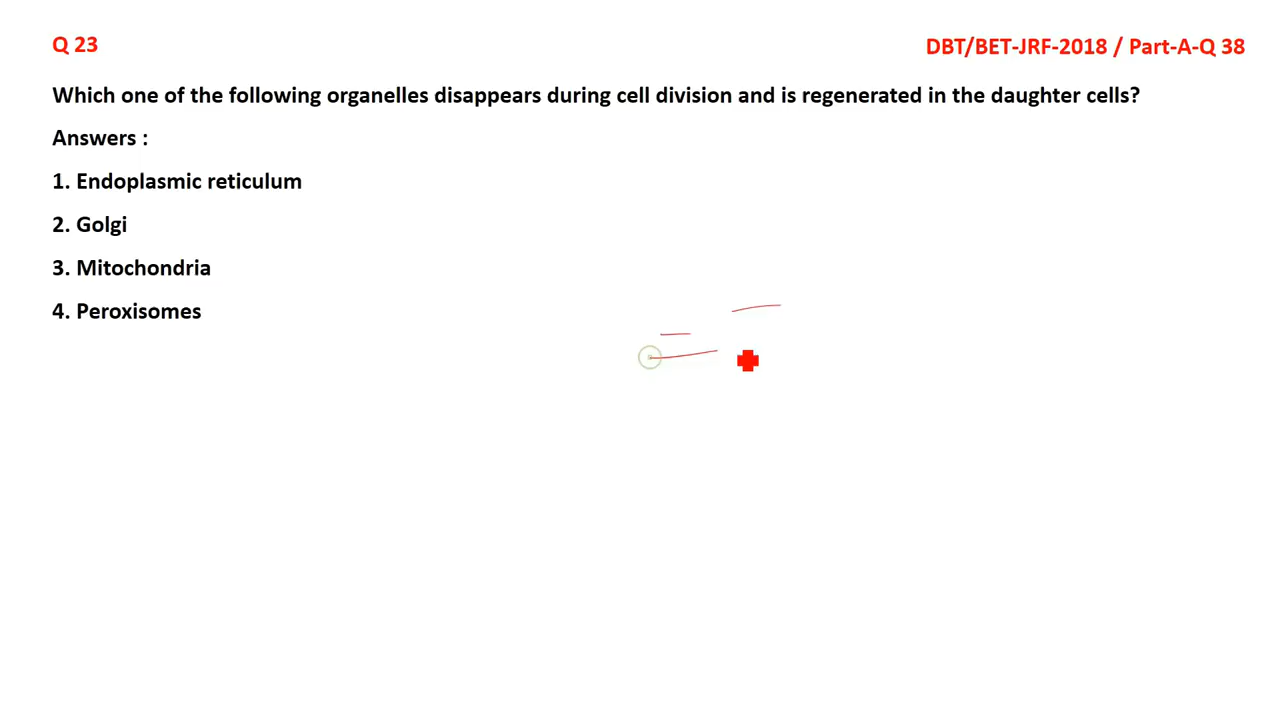 Q 23
DBT/BET-JRF-2018 / Part-A-Q 38
Which one of the following organelles disappears during cell division and is regenerated in the daughter cells?
Answers :
1. Endoplasmic reticulum
2. Golgi
3. Mitochondria
4. Peroxisomes